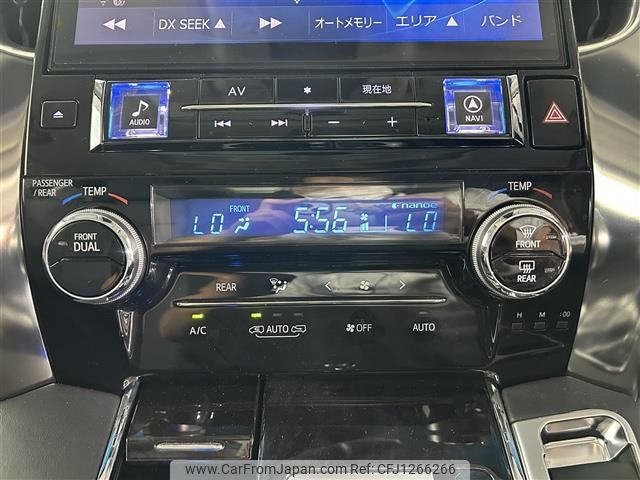 ◀◀ DX SEEK ▲ ▶▶ オートメモリー エリア ▲ バンド
AV ✱ 現在地
AUDIO NAVI
I◀◀ ▶▶I − +
PASSENGER /REAR TEMP TEMP
FRONT nanoe
LO 5:56 LO
FRONT DUAL
FRONT
REAR
REAR < >
H M :00
A/C AUTO OFF AUTO
www.CarFromJapan.com - CFJ1266266